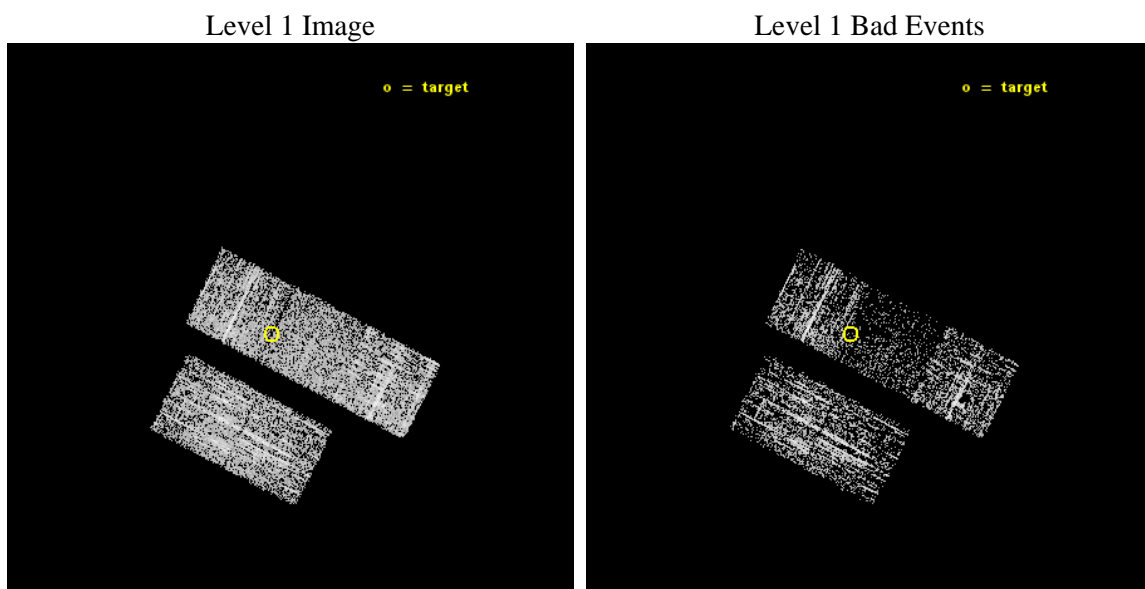 Level 1 Image
Level 1 Bad Events
o = target
o = target